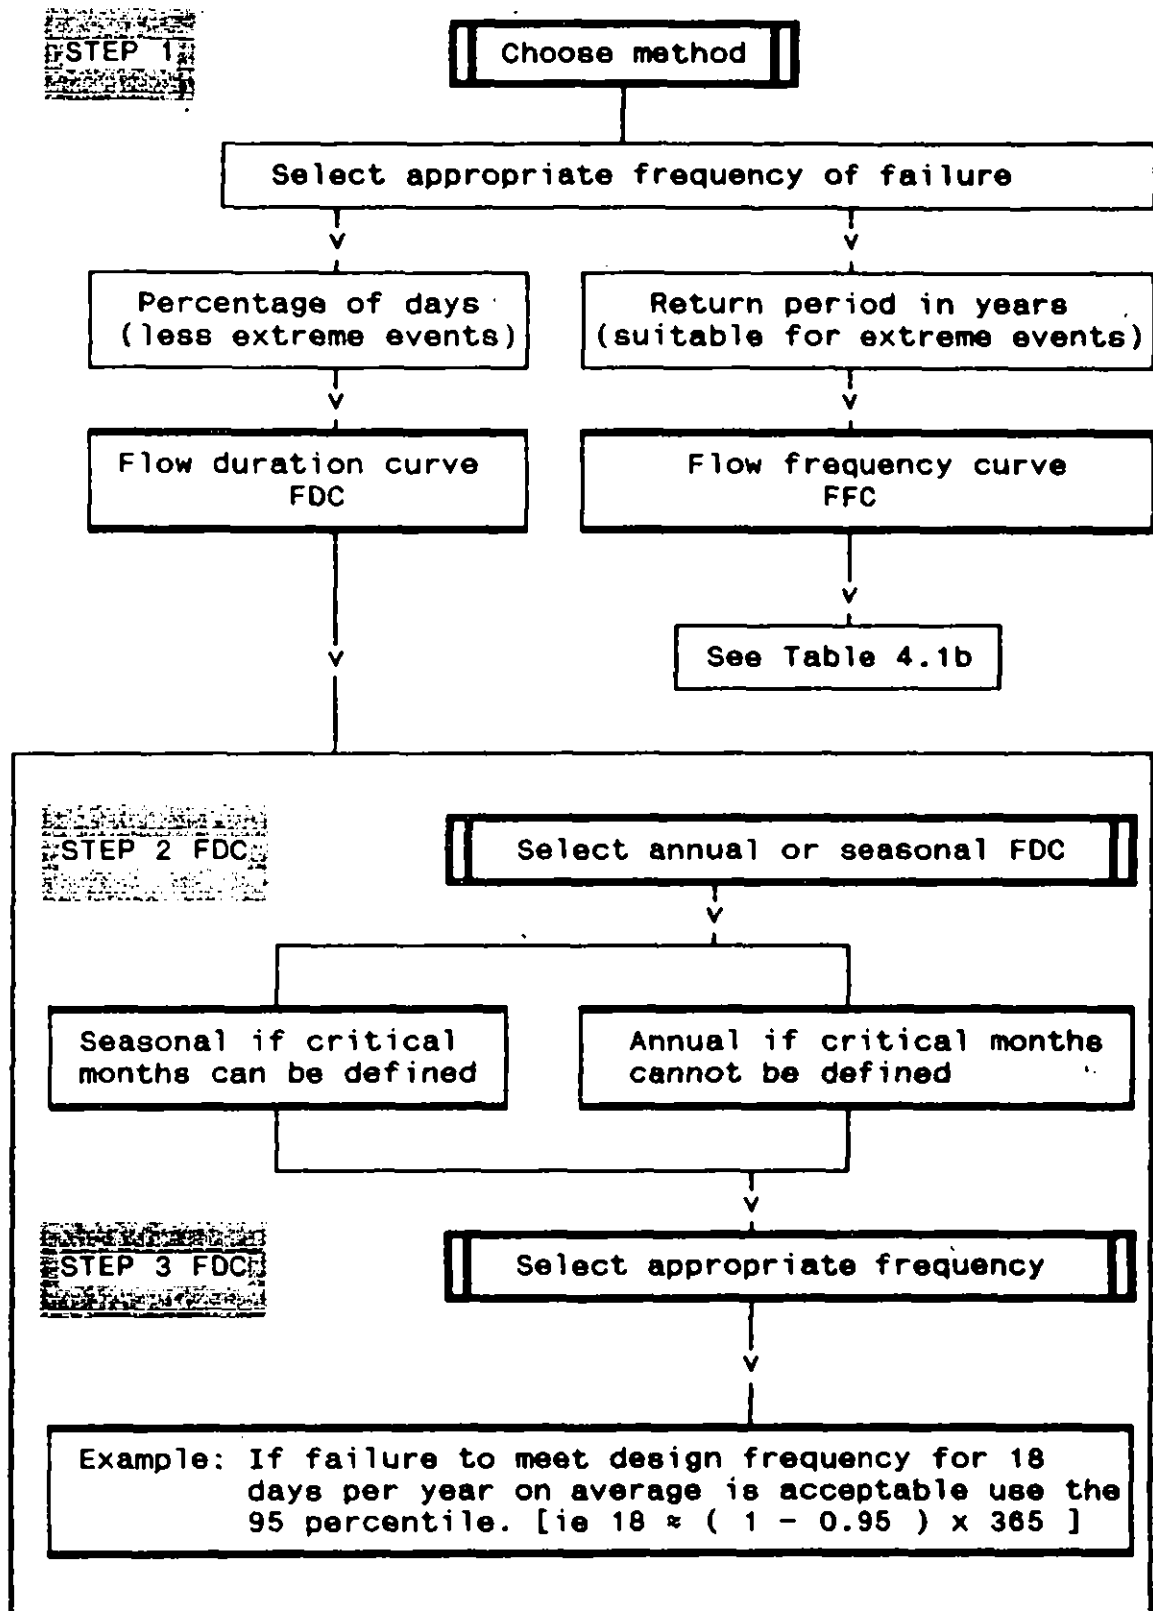 STEP 1
Choose method
Select appropriate frequency of failure
Percentage of days
(less extreme events)
Return period in years
(suitable for extreme events)
Flow duration curve
FDC
Flow frequency curve
FFC
See Table 4.1b
STEP 2 FDC
Select annual or seasonal FDC
Seasonal if critical
months can be defined
Annual if critical months
cannot be defined
STEP 3 FDC
Select appropriate frequency
Example: If failure to meet design frequency for 18
days per year on average is acceptable use the
95 percentile. [ie 18 ≈ ( 1 - 0.95 ) x 365 ]